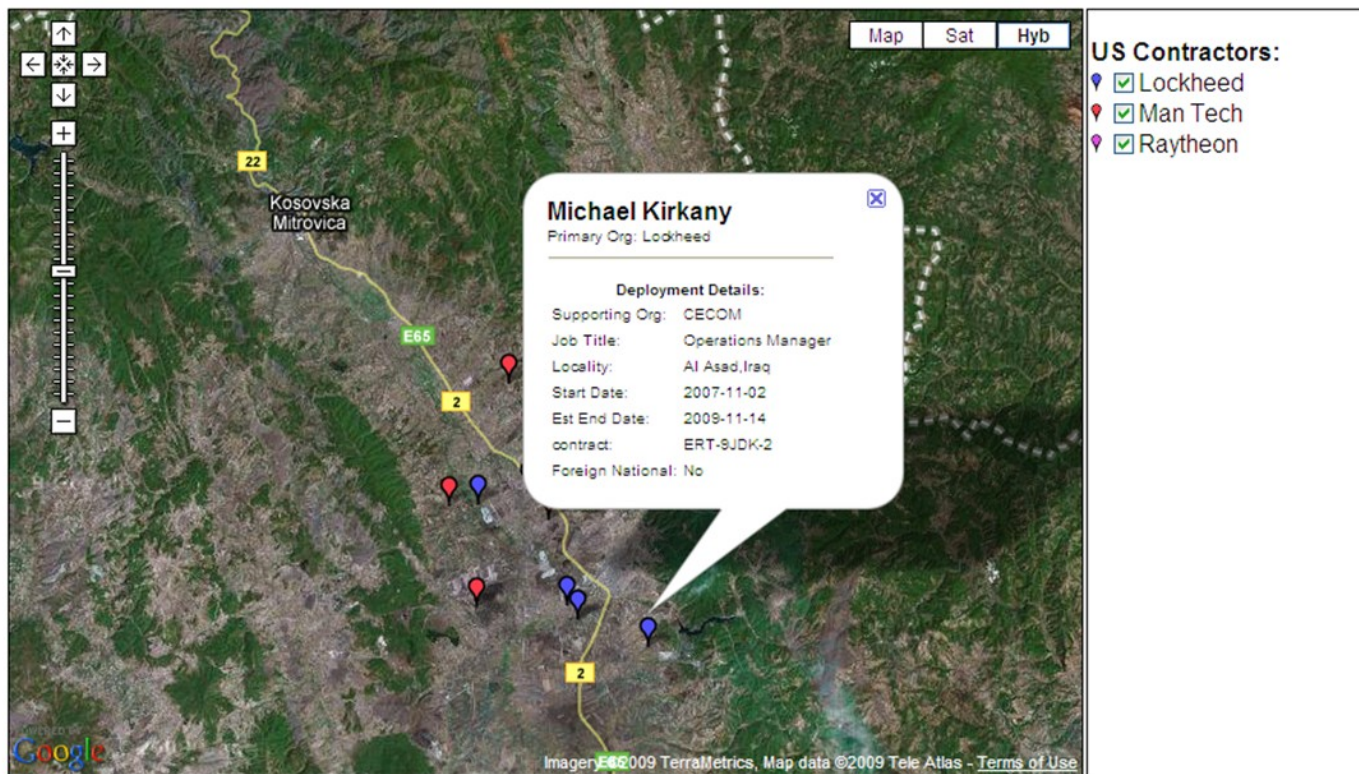 Map Sat Hyb
22
Kosovska
Mitrovica
E65
2
2
Michael Kirkany
Primary Org: Lockheed
Deployment Details:
Supporting Org: CECOM
Job Title: Operations Manager
Locality: Al Asad,Iraq
Start Date: 2007-11-02
Est End Date: 2009-11-14
contract: ERT-9JDK-2
Foreign National: No
POWERED BY
Google
E65
Imagery ©2009 TerraMetrics, Map data ©2009 Tele Atlas - Terms of Use
US Contractors:
Lockheed
Man Tech
Raytheon